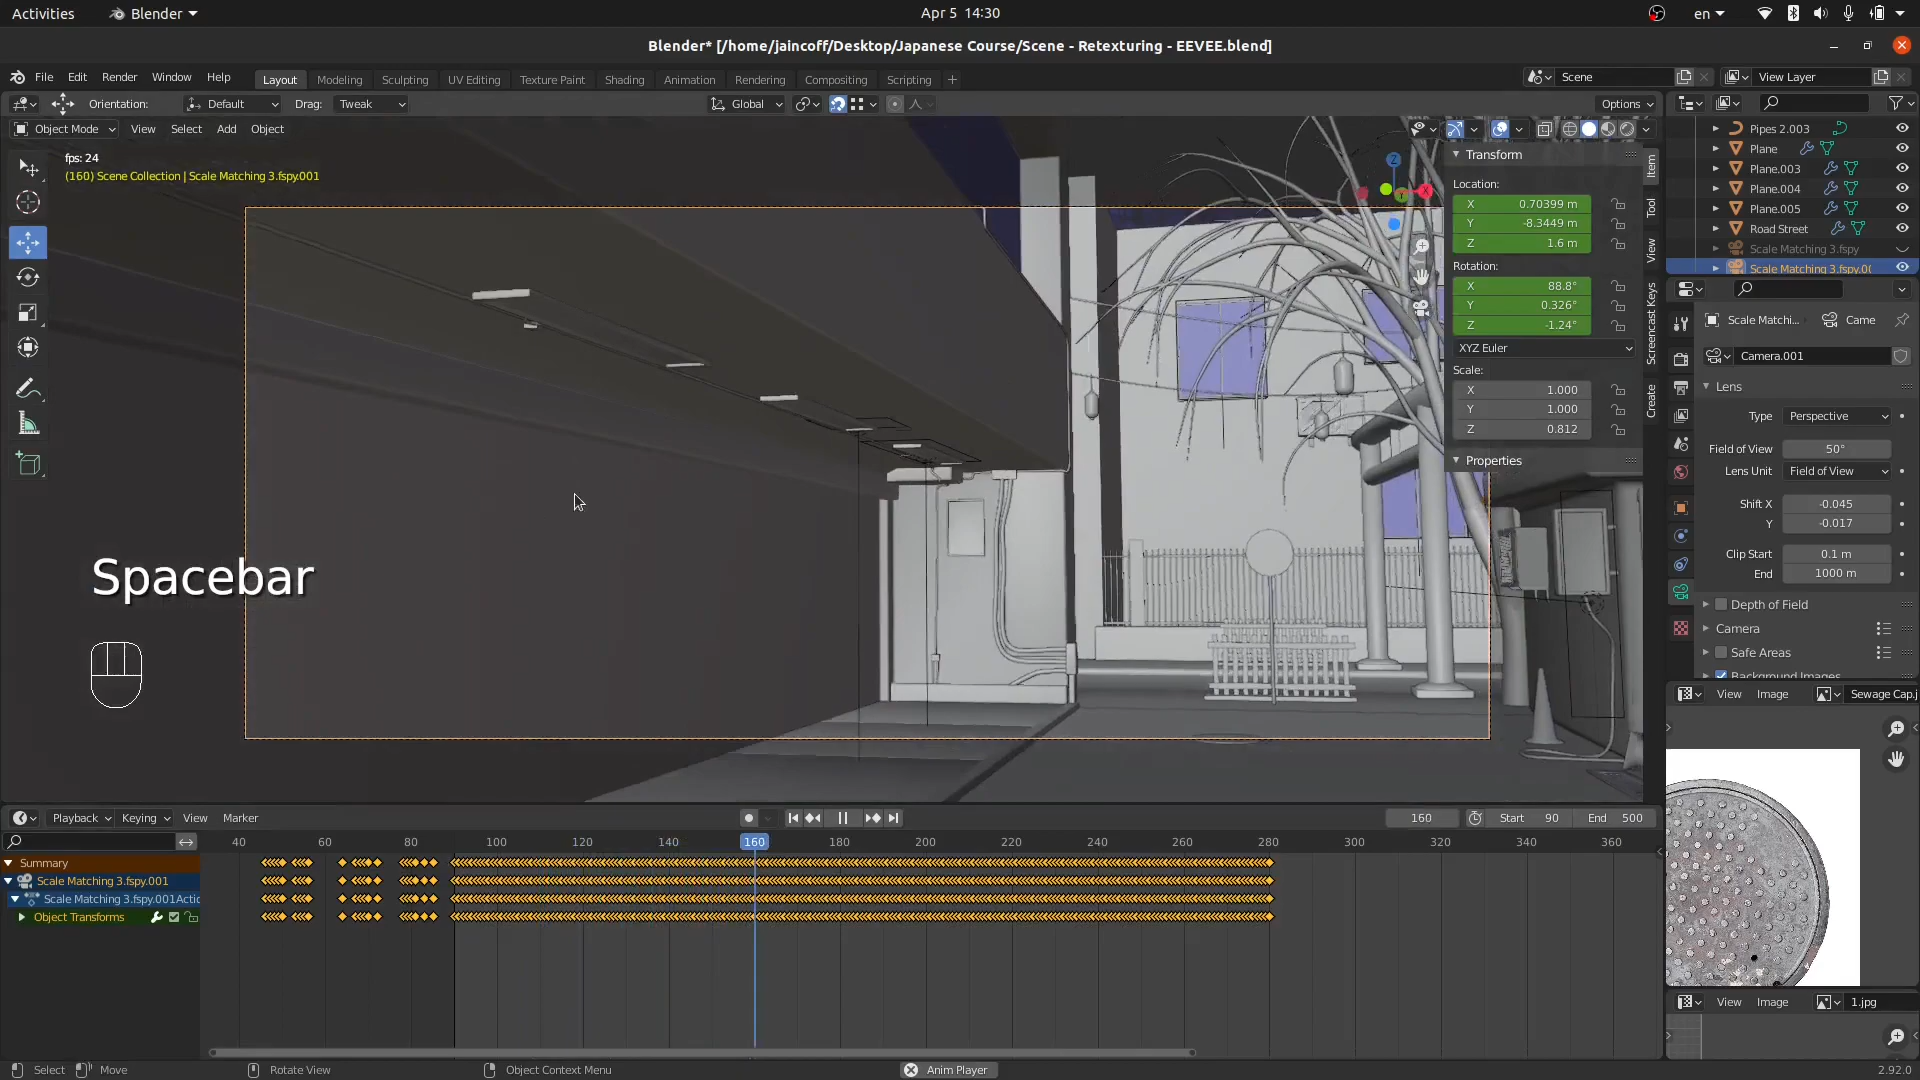 Activities
Blender
Apr 5 14:30
en
Blender* [/home/jaincoff/Desktop/Japanese Course/Scene - Retexturing - EEVEE.blend]
File Edit Render Window Help
Layout Modeling Sculpting UV Editing Texture Paint Shading Animation Rendering Compositing Scripting +
Scene
View Layer
Orientation: Default Drag: Tweak
Global
Options
Object Mode View Select Add Object
fps: 24
(160) Scene Collection | Scale Matching 3.fspy.001
Z
X
Transform
Location:
X 0.70399 m
Y -8.3449 m
Z 1.6 m
Rotation:
X 88.8°
Y 0.326°
Z -1.24°
XYZ Euler
Scale:
X 1.000
Y 1.000
Z 0.812
Properties
Item
Tool
View
Screencast Keys
Create
Pipes 2.003
Plane
Plane.003
Plane.004
Plane.005
Road Street
Scale Matching 3.fspy
Scale Matching 3.fspy.0(
Scale Matchi...
Came
Camera.001
Lens
Type Perspective
Field of View 50°
Lens Unit Field of View
Shift X -0.045
Y -0.017
Clip Start 0.1 m
End 1000 m
Depth of Field
Camera
Safe Areas
Background Images
View Image Sewage Cap.j
View Image 1.jpg
Spacebar
Playback Keying View Marker
160
Start 90
End 500
40 60 80 100 120 140 160 180 200 220 240 260 280 300 320 340 360
Summary
Scale Matching 3.fspy.001
Scale Matching 3.fspy.001Actic
Object Transforms
Select Move Rotate View Object Context Menu Anim Player 2.92.0